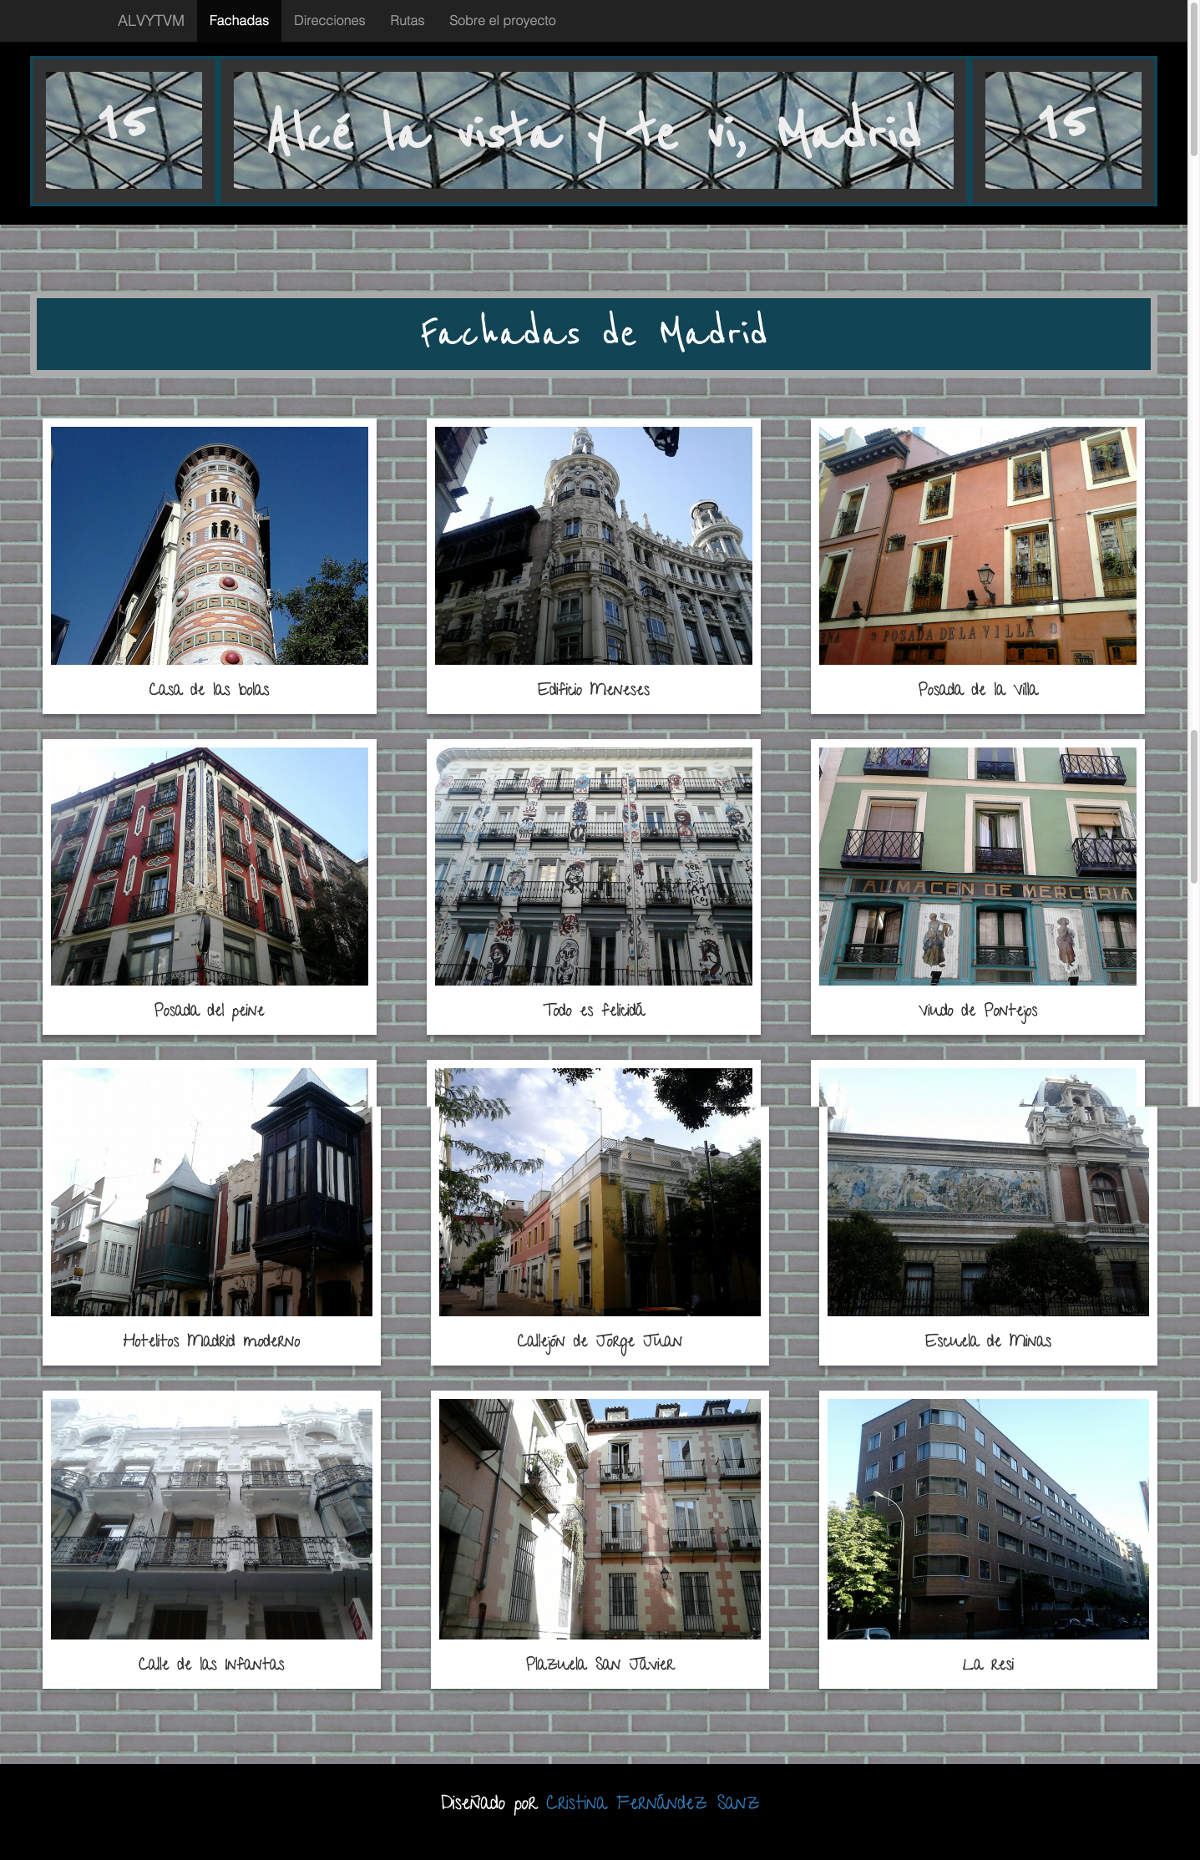 ALVYTVM Fachadas Direcciones Rutas Sobre el proyecto
15 Alcé la vista y te vi, Madrid 15
Fachadas de Madrid
POSADA DE LA VILLA
Casa de las bolas
Edificio Meneses
Posada de la Villa
ALMACEN DE MERCERIA
Posada del peine
Todo es felicidá
Viudo de Pontejos
Hotelitos Madrid moderno
Callejón de Jorge Juan
Escuela de Minas
Calle de las Infantas
Plazuela San Javier
La resi
Diseñado por Cristina Fernández Sanz